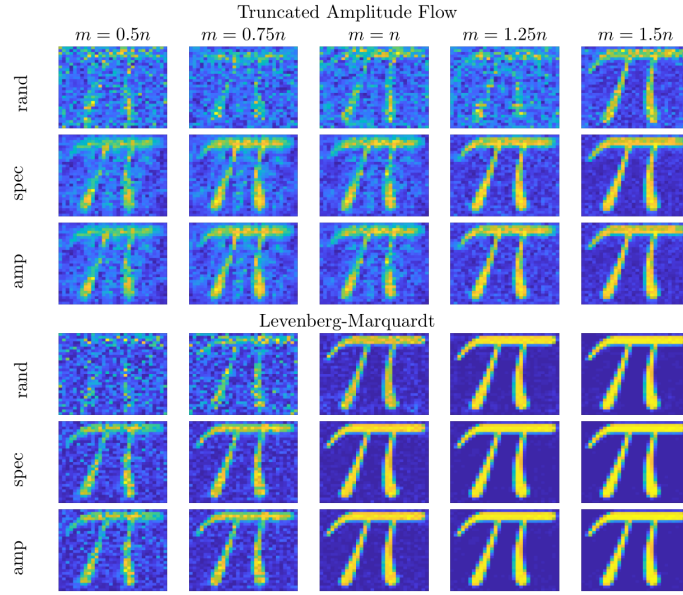 Truncated Amplitude Flow
m = 0.5n m = 0.75n m = n m = 1.25n m = 1.5n
rand
spec
amp
Levenberg-Marquardt
rand
spec
amp